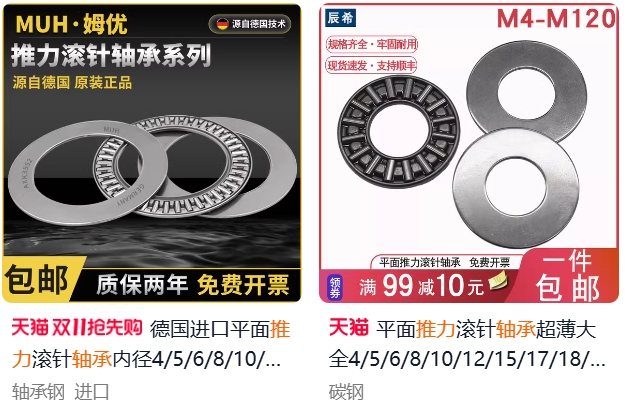 MUH·姆优
源自德国技术
推力滚针轴承系列
源自德国 原装正品
MUH
AXK3552
GERMANY
包邮
质保两年 免费开票
天猫 双11抢先购 德国进口平面推
力滚针轴承内径4/5/6/8/10/...
轴承钢 进口
辰希
M4-M120
规格齐全·牢固耐用
现货速发·支持顺丰
平面推力滚针轴承 免费开票
领券
满99减10元
一件
包邮
天猫 平面推力滚针轴承超薄大
全4/5/6/8/10/12/15/17/18/...
碳钢